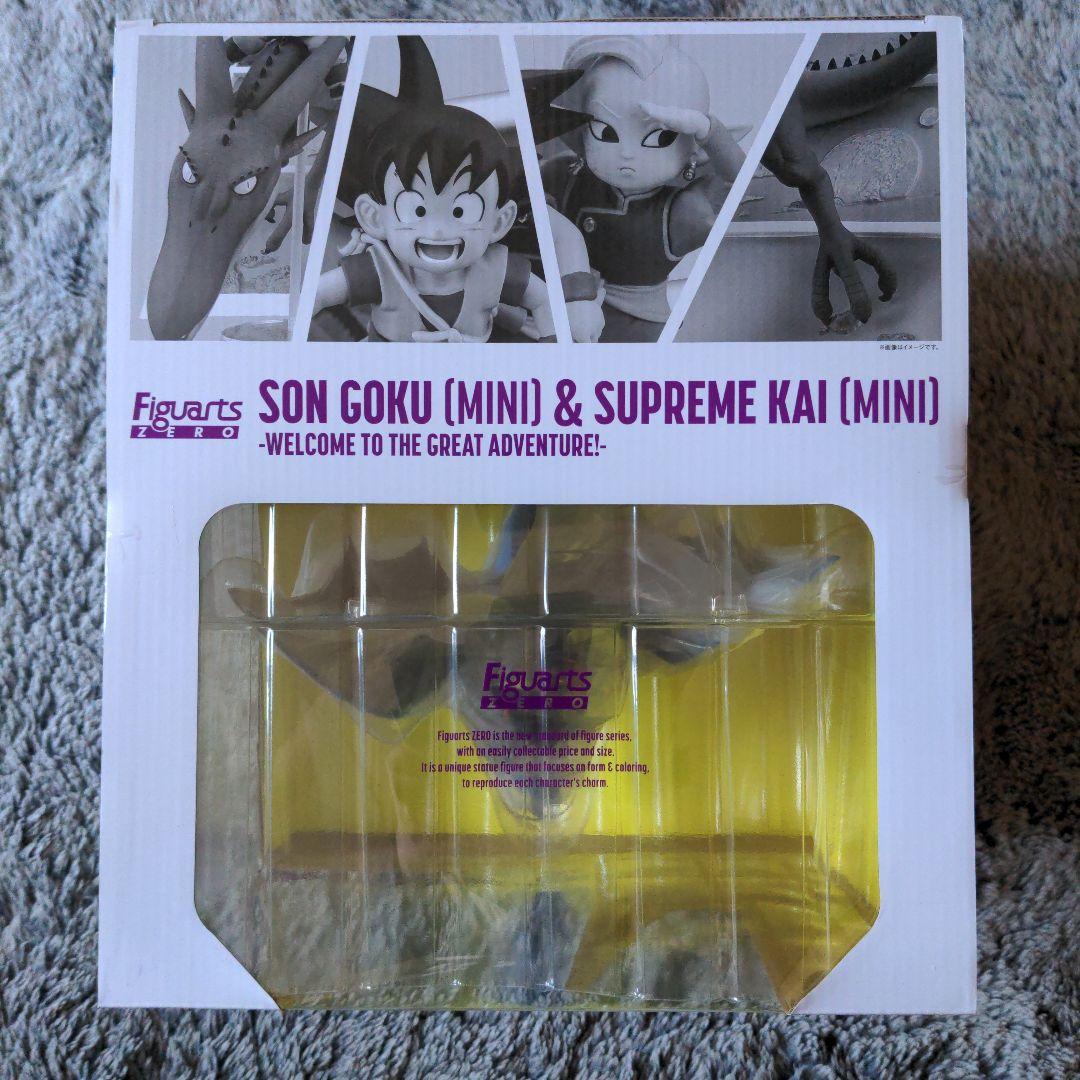 ※画像はイメージです。
Figuarts
ZERO
SON GOKU (MINI) & SUPREME KAI (MINI)
-WELCOME TO THE GREAT ADVENTURE!-
Figuarts
ZERO
Figuarts ZERO is the new standard of figure series,
with an easily collectable price and size.
It is a unique statue figure that focuses on form & coloring,
to reproduce each character's charm.